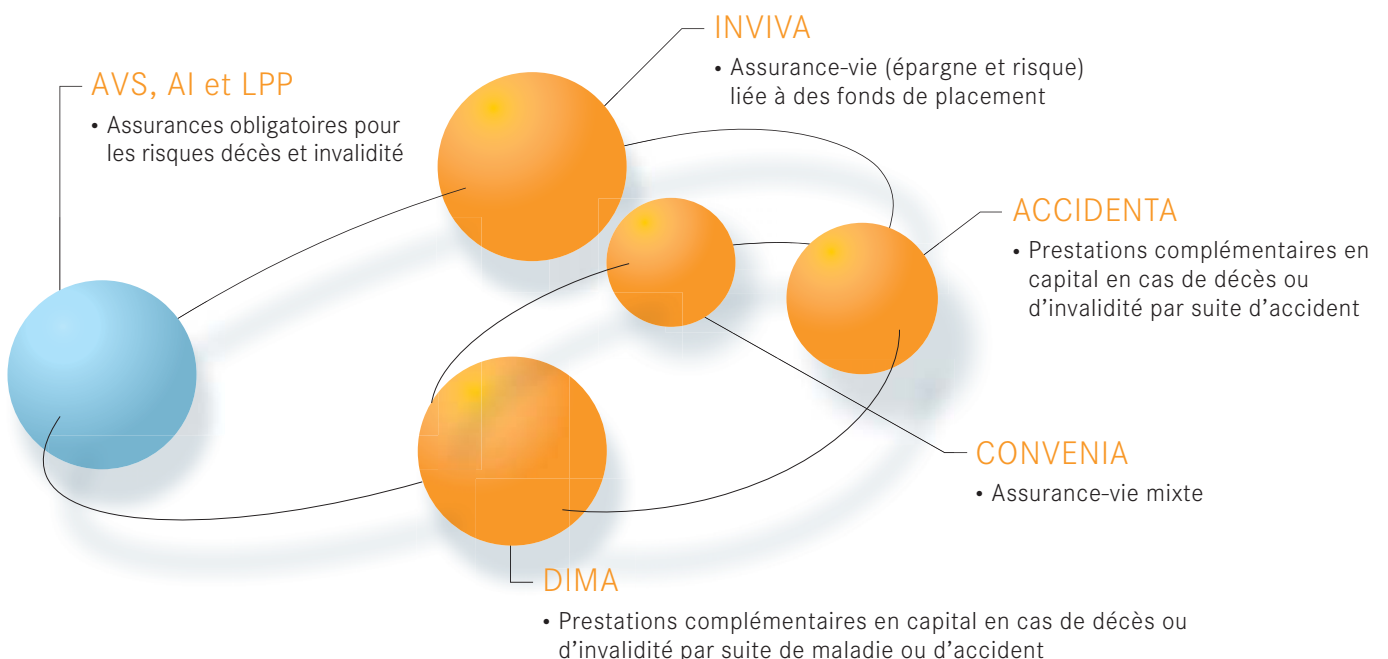 INVIVA
• Assurance-vie (épargne et risque)
liée à des fonds de placement
AVS, AI et LPP
• Assurances obligatoires pour
les risques décès et invalidité
ACCIDENTA
• Prestations complémentaires en
capital en cas de décès ou
d’invalidité par suite d’accident
CONVENIA
• Assurance-vie mixte
DIMA
• Prestations complémentaires en capital en cas de décès ou
d’invalidité par suite de maladie ou d’accident